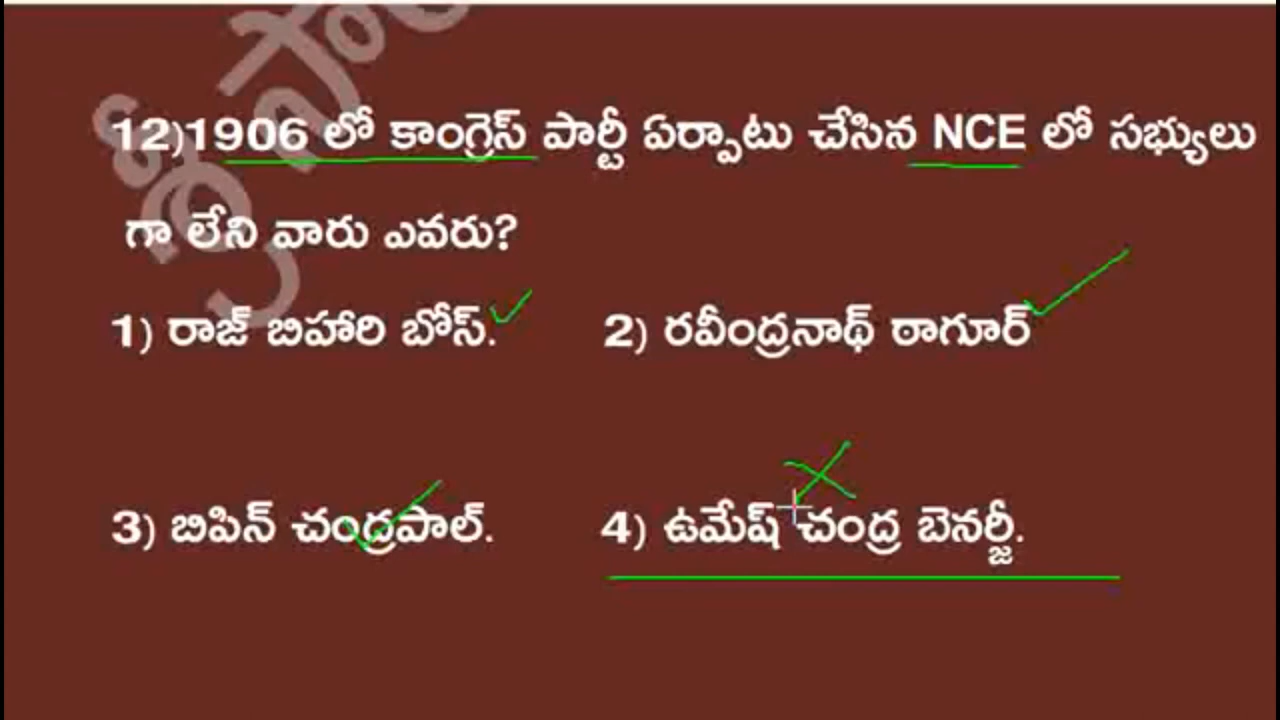 12)1906 లో కాంగ్రెస్ పార్టీ ఏర్పాటు చేసిన NCE లో సభ్యులు
గా లేని వారు ఎవరు?
1) రాజ్ బిహారి బోస్. 2) రవీంద్రనాథ్ ఠాగూర్
3) బిపిన్ చంద్రపాల్. 4) ఉమేష్ చంద్ర బెనర్జీ.